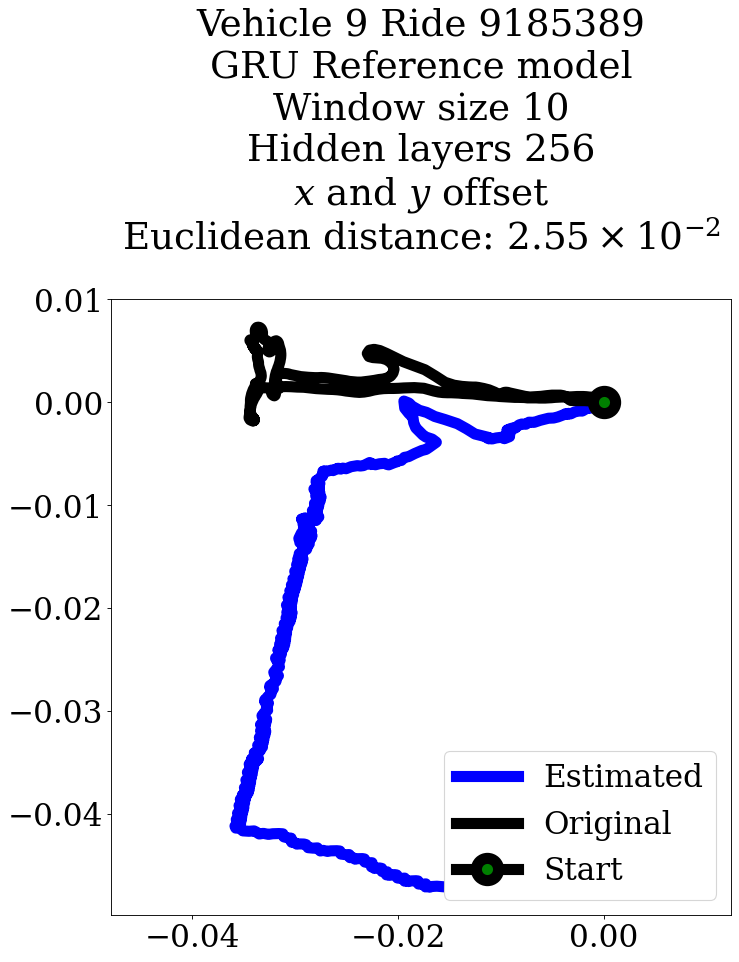 Vehicle 9 Ride 9185389
GRU Reference model
Window size 10
Hidden layers 256
x and y offset
Euclidean distance: 2.55 × 10⁻²
0.01
0.00
−0.01
−0.02
−0.03
−0.04
Estimated
Original
Start
−0.04 −0.02 0.00